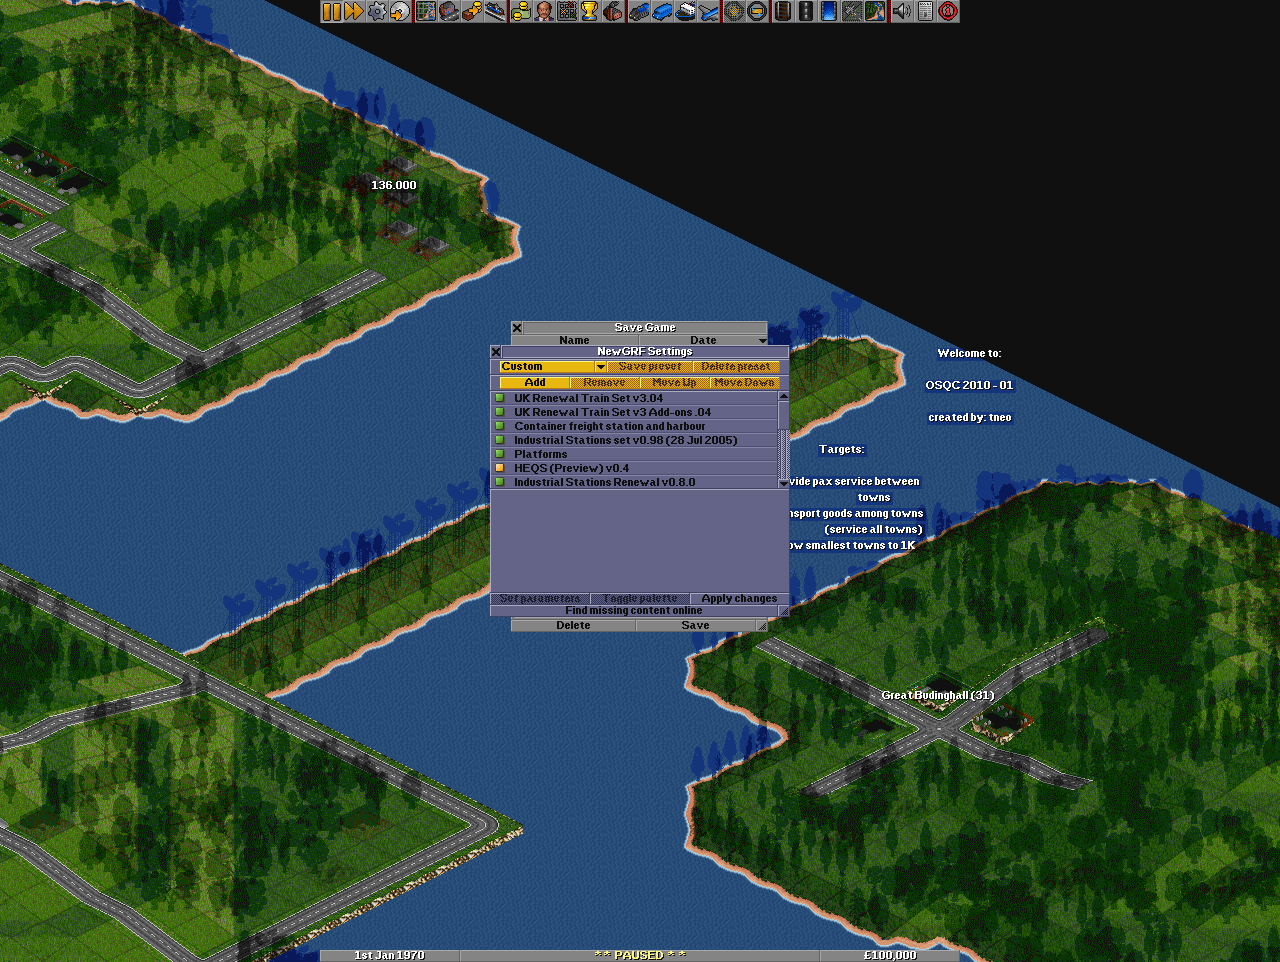 136.000
Save Game
Name Date
NewGRF Settings
Custom Save preset Delete preset
Add Remove Move Up Move Down
UK Renewal Train Set v3.04
UK Renewal Train Set v3 Add-ons .04
Container freight station and harbour
Industrial Stations set v0.98 (28 Jul 2005)
Platforms
HEQS (Preview) v0.4
Industrial Stations Renewal v0.8.0
Set parameters Toggle palette Apply changes
Find missing content online
Delete Save
Welcome to:
OSQC 2010 - 01
created by: tneo
Targets:
vide pax service between
towns
nsport goods among towns
(service all towns)
ow smallest towns to 1K
Great Budinghall (31)
1st Jan 1970 * * PAUSED * * £100,000